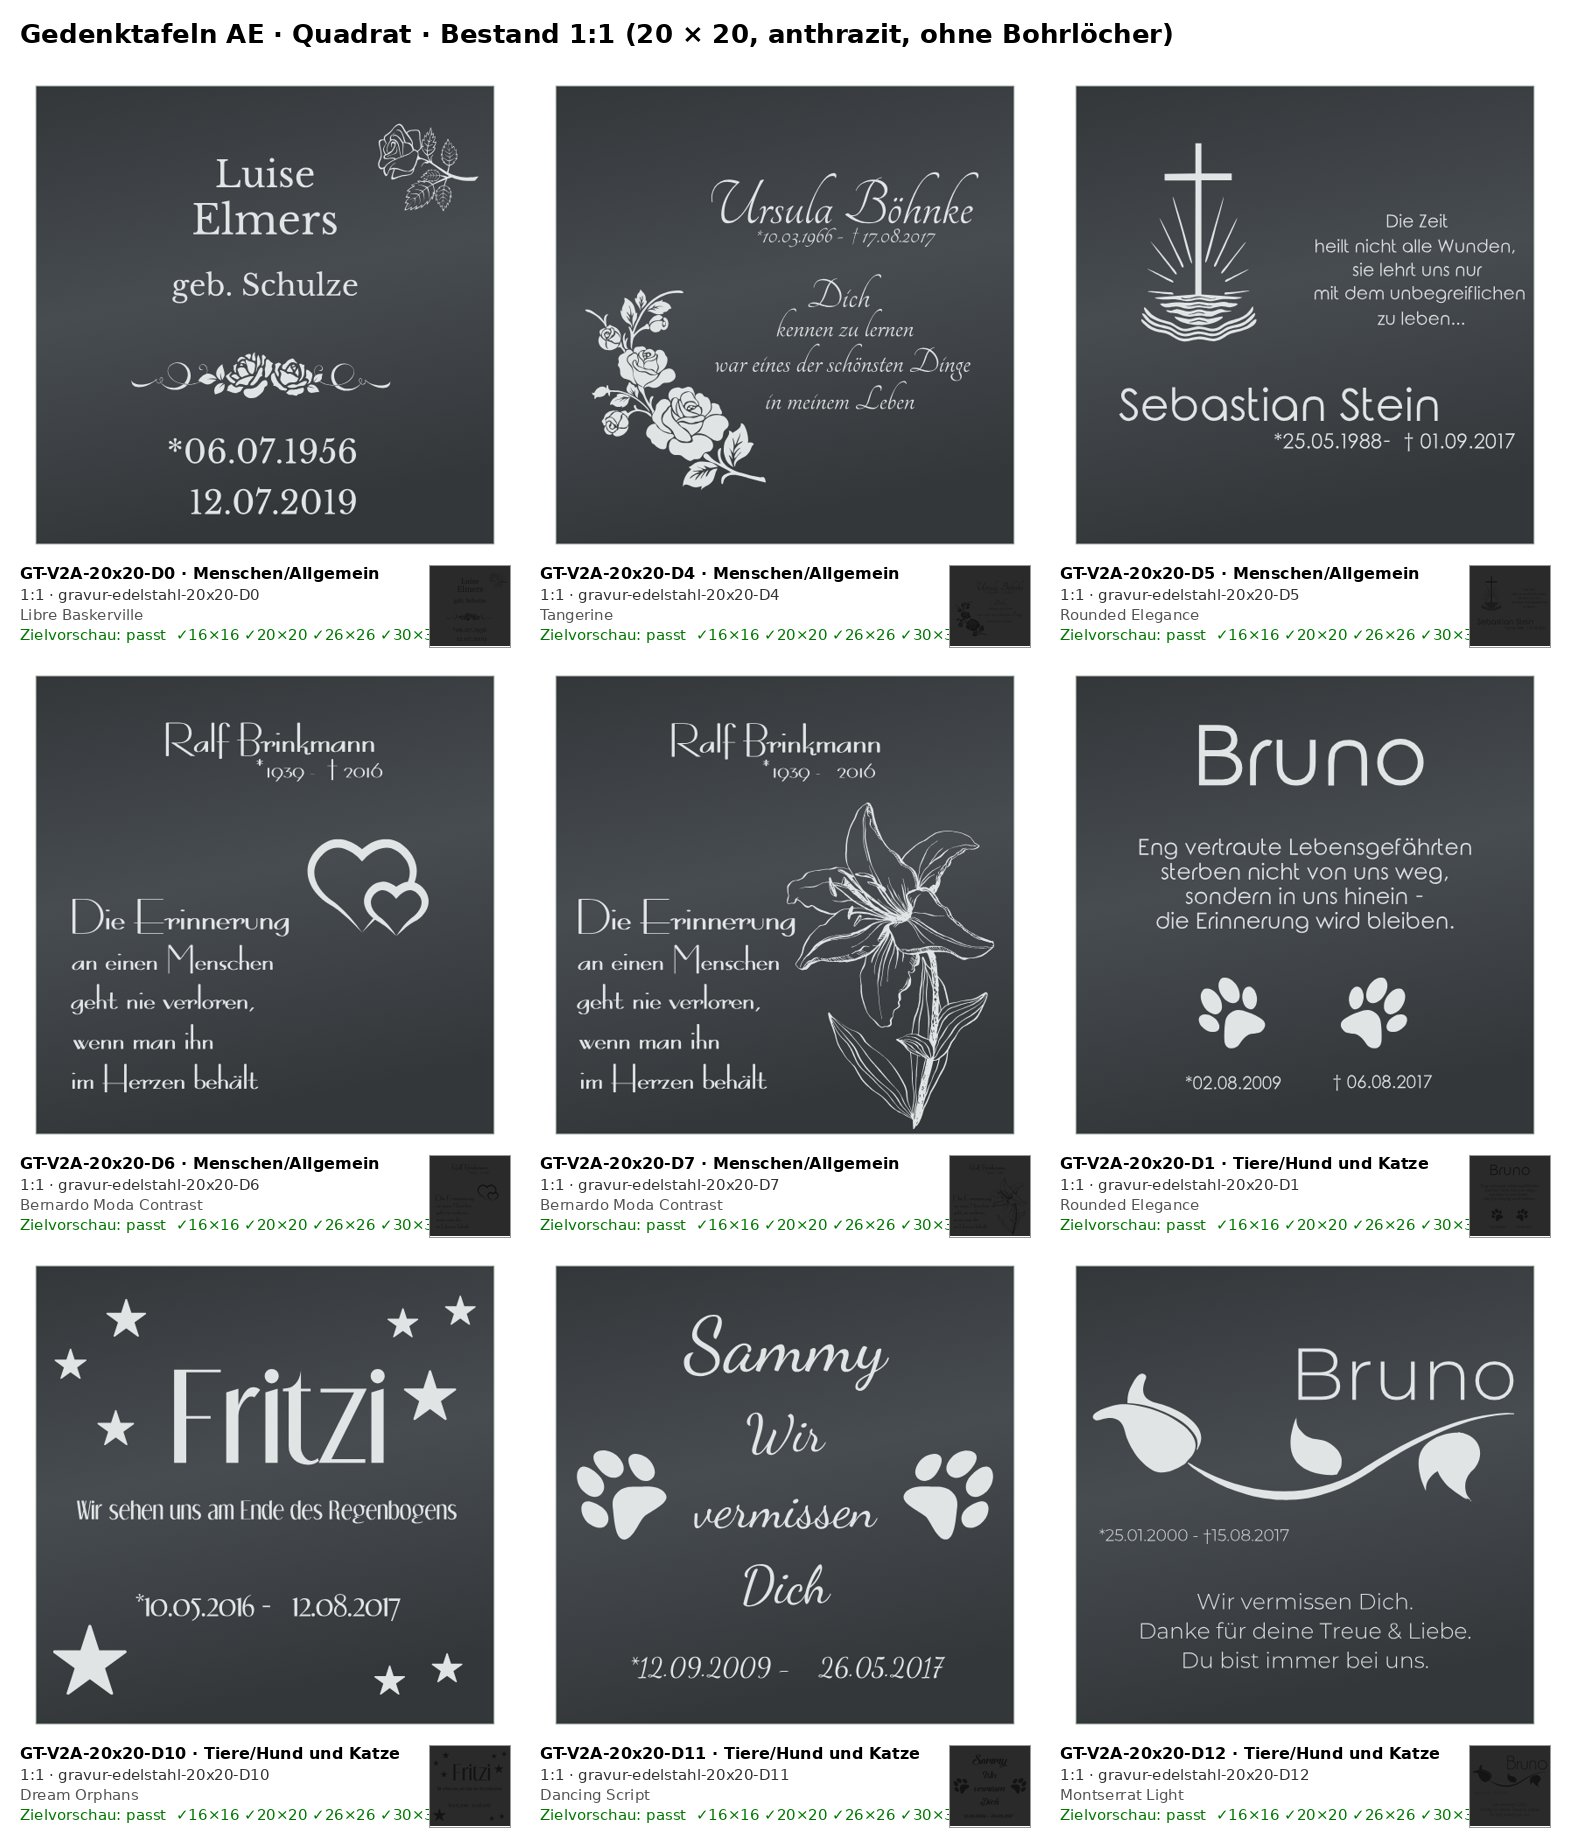 Gedenktafeln AE · Quadrat · Bestand 1:1 (20 × 20, anthrazit, ohne Bohrlöcher)
Luise
Elmers
geb. Schulze
*06.07.1956
12.07.2019
GT-V2A-20x20-D0 · Menschen/Allgemein
1:1 · gravur-edelstahl-20x20-D0
Libre Baskerville
Zielvorschau: passt ✓16×16 ✓20×20 ✓26×26 ✓30×3
Ursula Böhnke
*10.03.1966 - † 17.08.2017
Dich
kennen zu lernen
war eines der schönsten Dinge
in meinem Leben
GT-V2A-20x20-D4 · Menschen/Allgemein
1:1 · gravur-edelstahl-20x20-D4
Tangerine
Zielvorschau: passt ✓16×16 ✓20×20 ✓26×26 ✓30×3
Die Zeit
heilt nicht alle Wunden,
sie lehrt uns nur
mit dem unbegreiflichen
zu leben...
Sebastian Stein
*25.05.1988- † 01.09.2017
GT-V2A-20x20-D5 · Menschen/Allgemein
1:1 · gravur-edelstahl-20x20-D5
Rounded Elegance
Zielvorschau: passt ✓16×16 ✓20×20 ✓26×26 ✓30×3
Ralf Brinkmann
*1939 - † 2016
Die Erinnerung
an einen Menschen
geht nie verloren,
wenn man ihn
im Herzen behält
GT-V2A-20x20-D6 · Menschen/Allgemein
1:1 · gravur-edelstahl-20x20-D6
Bernardo Moda Contrast
Zielvorschau: passt ✓16×16 ✓20×20 ✓26×26 ✓30×3
Ralf Brinkmann
*1939 - 2016
Die Erinnerung
an einen Menschen
geht nie verloren,
wenn man ihn
im Herzen behält
GT-V2A-20x20-D7 · Menschen/Allgemein
1:1 · gravur-edelstahl-20x20-D7
Bernardo Moda Contrast
Zielvorschau: passt ✓16×16 ✓20×20 ✓26×26 ✓30×3
Bruno
Eng vertraute Lebensgefährten
sterben nicht von uns weg,
sondern in uns hinein -
die Erinnerung wird bleiben.
*02.08.2009 † 06.08.2017
GT-V2A-20x20-D1 · Tiere/Hund und Katze
1:1 · gravur-edelstahl-20x20-D1
Rounded Elegance
Zielvorschau: passt ✓16×16 ✓20×20 ✓26×26 ✓30×3
Fritzi
Wir sehen uns am Ende des Regenbogens
*10.05.2016 - 12.08.2017
GT-V2A-20x20-D10 · Tiere/Hund und Katze
1:1 · gravur-edelstahl-20x20-D10
Dream Orphans
Zielvorschau: passt ✓16×16 ✓20×20 ✓26×26 ✓30×3
Sammy
Wir
vermissen
Dich
*12.09.2009 - 26.05.2017
GT-V2A-20x20-D11 · Tiere/Hund und Katze
1:1 · gravur-edelstahl-20x20-D11
Dancing Script
Zielvorschau: passt ✓16×16 ✓20×20 ✓26×26 ✓30×3
Bruno
*25.01.2000 - †15.08.2017
Wir vermissen Dich.
Danke für deine Treue & Liebe.
Du bist immer bei uns.
GT-V2A-20x20-D12 · Tiere/Hund und Katze
1:1 · gravur-edelstahl-20x20-D12
Montserrat Light
Zielvorschau: passt ✓16×16 ✓20×20 ✓26×26 ✓30×3